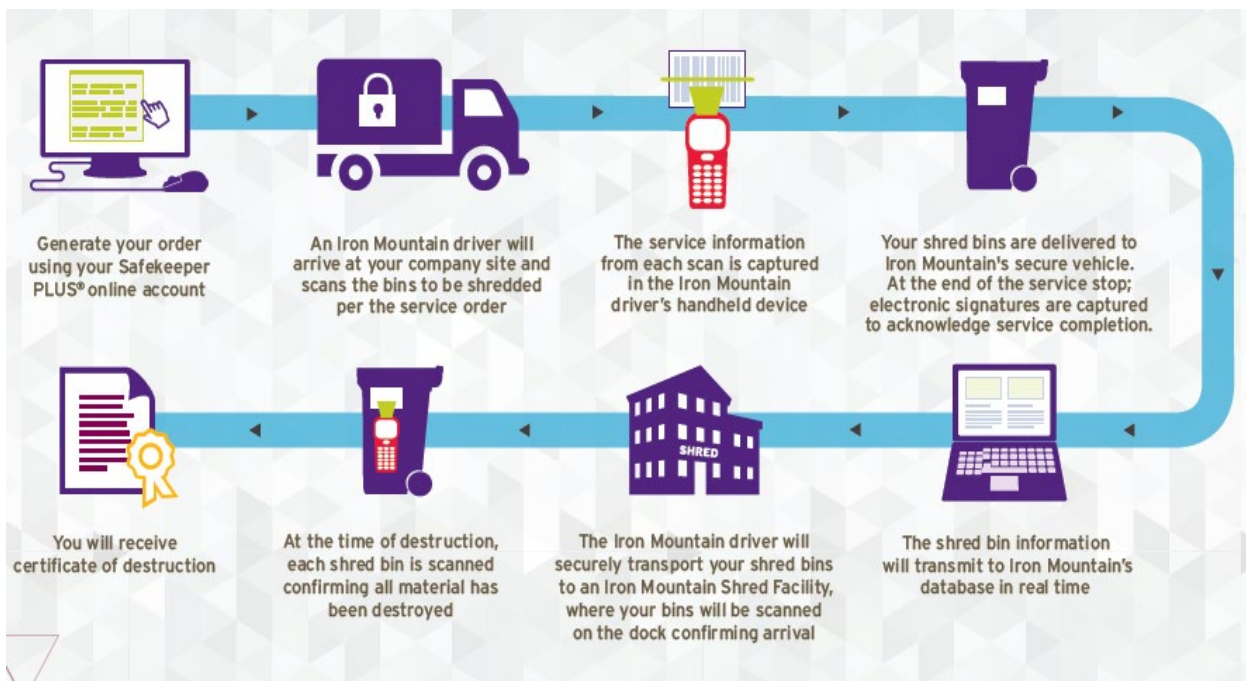 Generate your order
using your Safekeeper
PLUS® online account
An Iron Mountain driver will
arrive at your company site and
scans the bins to be shredded
per the service order
The service information
from each scan is captured
in the Iron Mountain
driver's handheld device
Your shred bins are delivered to
Iron Mountain's secure vehicle.
At the end of the service stop;
electronic signatures are captured
to acknowledge service completion.
The shred bin information
will transmit to Iron Mountain's
database in real time
SHRED
The Iron Mountain driver will
securely transport your shred bins
to an Iron Mountain Shred Facility,
where your bins will be scanned
on the dock confirming arrival
At the time of destruction,
each shred bin is scanned
confirming all material has
been destroyed
You will receive
certificate of destruction